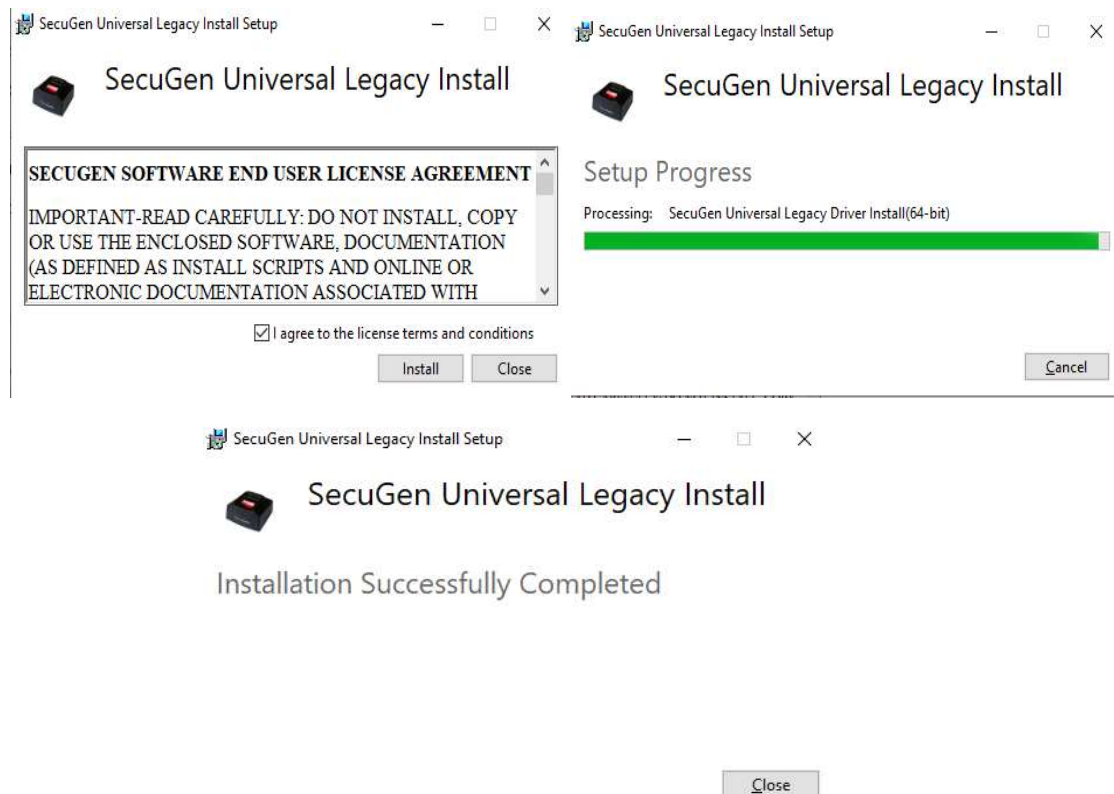 SecuGen Universal Legacy Install Setup
SecuGen Universal Legacy Install
SECUGEN SOFTWARE END USER LICENSE AGREEMENT
IMPORTANT-READ CAREFULLY: DO NOT INSTALL, COPY
OR USE THE ENCLOSED SOFTWARE, DOCUMENTATION
(AS DEFINED AS INSTALL SCRIPTS AND ONLINE OR
ELECTRONIC DOCUMENTATION ASSOCIATED WITH
I agree to the license terms and conditions
Install Close
SecuGen Universal Legacy Install Setup
SecuGen Universal Legacy Install
Setup Progress
Processing: SecuGen Universal Legacy Driver Install(64-bit)
Cancel
SecuGen Universal Legacy Install Setup
SecuGen Universal Legacy Install
Installation Successfully Completed
Close